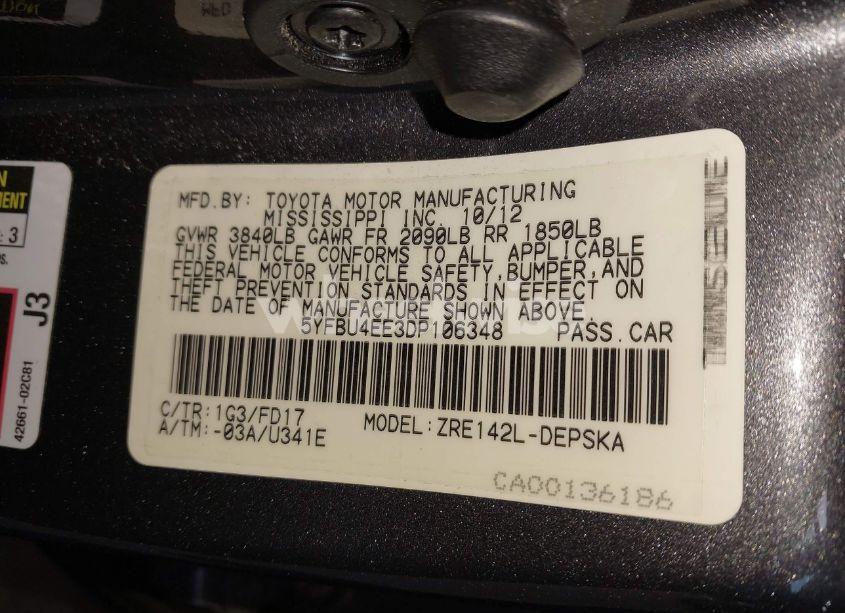 MFD.BY: TOYOTA MOTOR MANUFACTURING
MISSISSIPPI INC. 10/12
GVWR 3840LB GAWR FR 2090LB RR 1850LB
THIS VEHICLE CONFORMS TO ALL APPLICABLE
FEDERAL MOTOR VEHICLE SAFETY,BUMPER,AND
THEFT PREVENTION STANDARDS IN EFFECT ON
THE DATE OF MANUFACTURE SHOWN ABOVE.
5YFBU4EE3DP106348 PASS.CAR
C/TR:1G3/FD17
A/TM:-03A/U341E
MODEL:ZRE142L-DEPSKA
CA00136186
J3
42661-02C81